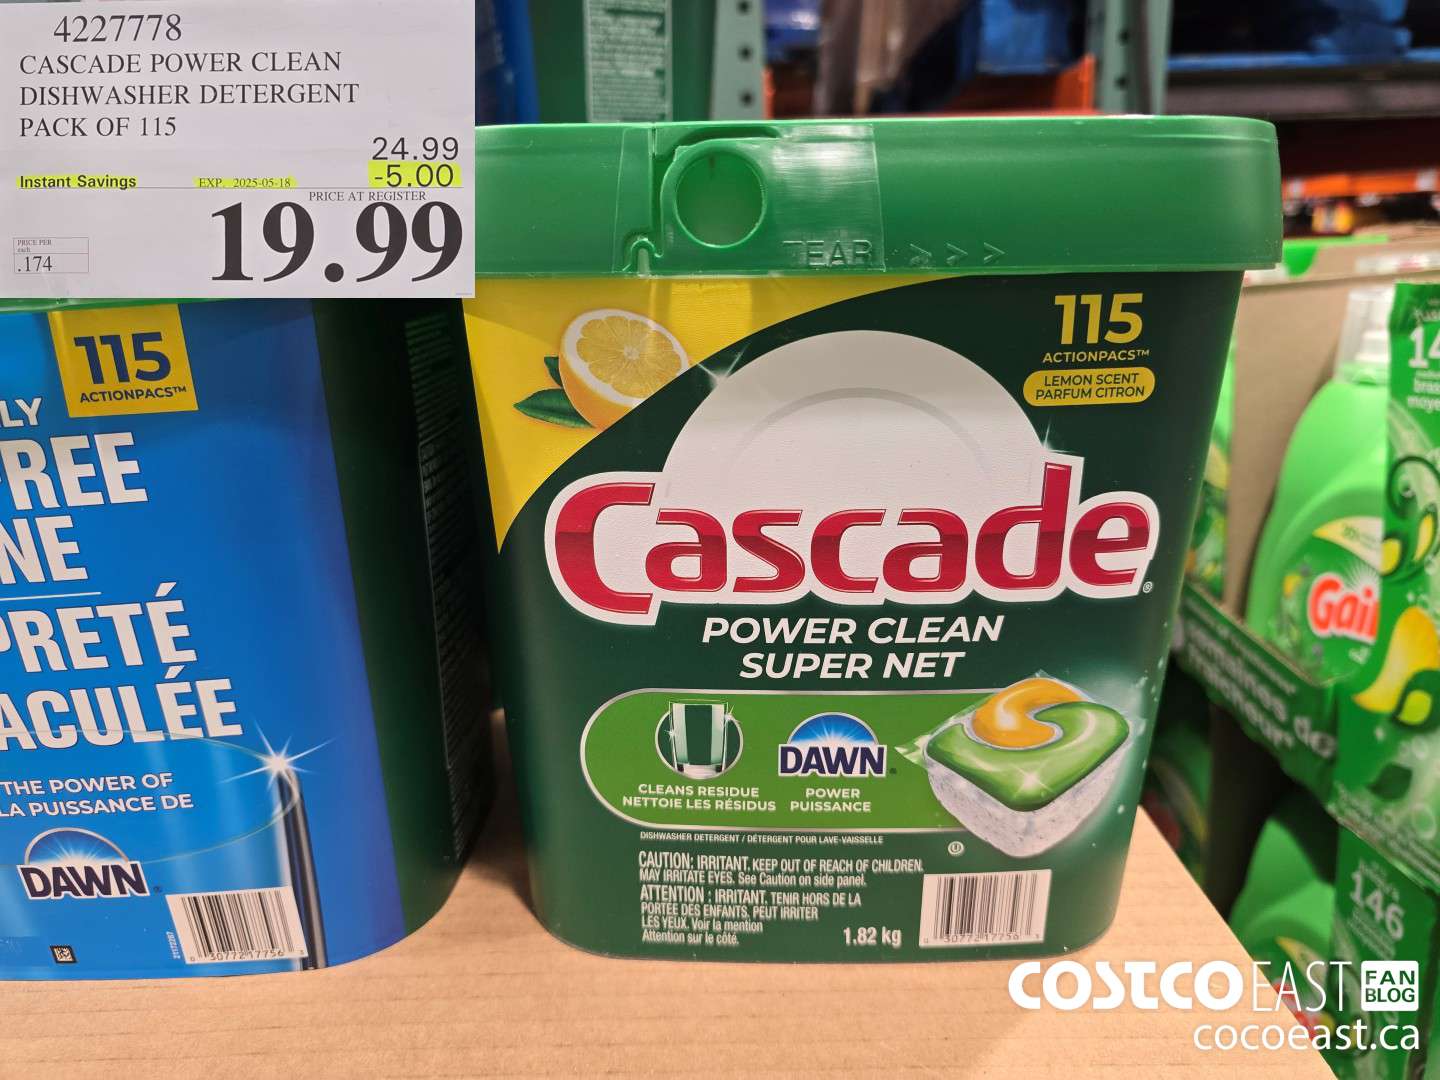 4227778
CASCADE POWER CLEAN
DISHWASHER DETERGENT
PACK OF 115
24.99
Instant Savings EXP. 2025-05-18 -5.00
PRICE AT REGISTER
19.99
PRICE PER
each
.174
TEAR > > >
115
ACTIONPACS™
LEMON SCENT
PARFUM CITRON
Cascade®
POWER CLEAN
SUPER NET
CLEANS RESIDUE
NETTOIE LES RÉSIDUS
DAWN®
POWER
PUISSANCE
DISHWASHER DETERGENT / DÉTERGENT POUR LAVE-VAISSELLE
CAUTION: IRRITANT. KEEP OUT OF REACH OF CHILDREN.
MAY IRRITATE EYES. See Caution on side panel.
ATTENTION : IRRITANT. TENIR HORS DE LA
PORTÉE DES ENFANTS. PEUT IRRITER
LES YEUX. Voir la mention
Attention sur le côté.
1.82 kg
115
ACTIONPACS™
LY
FREE
NE
PRETÉ
ACULÉE
THE POWER OF
LA PUISSANCE DE
DAWN®
0 30772 17756 3
Gain
146
COSTCO EAST FAN
BLOG
cocoeast.ca